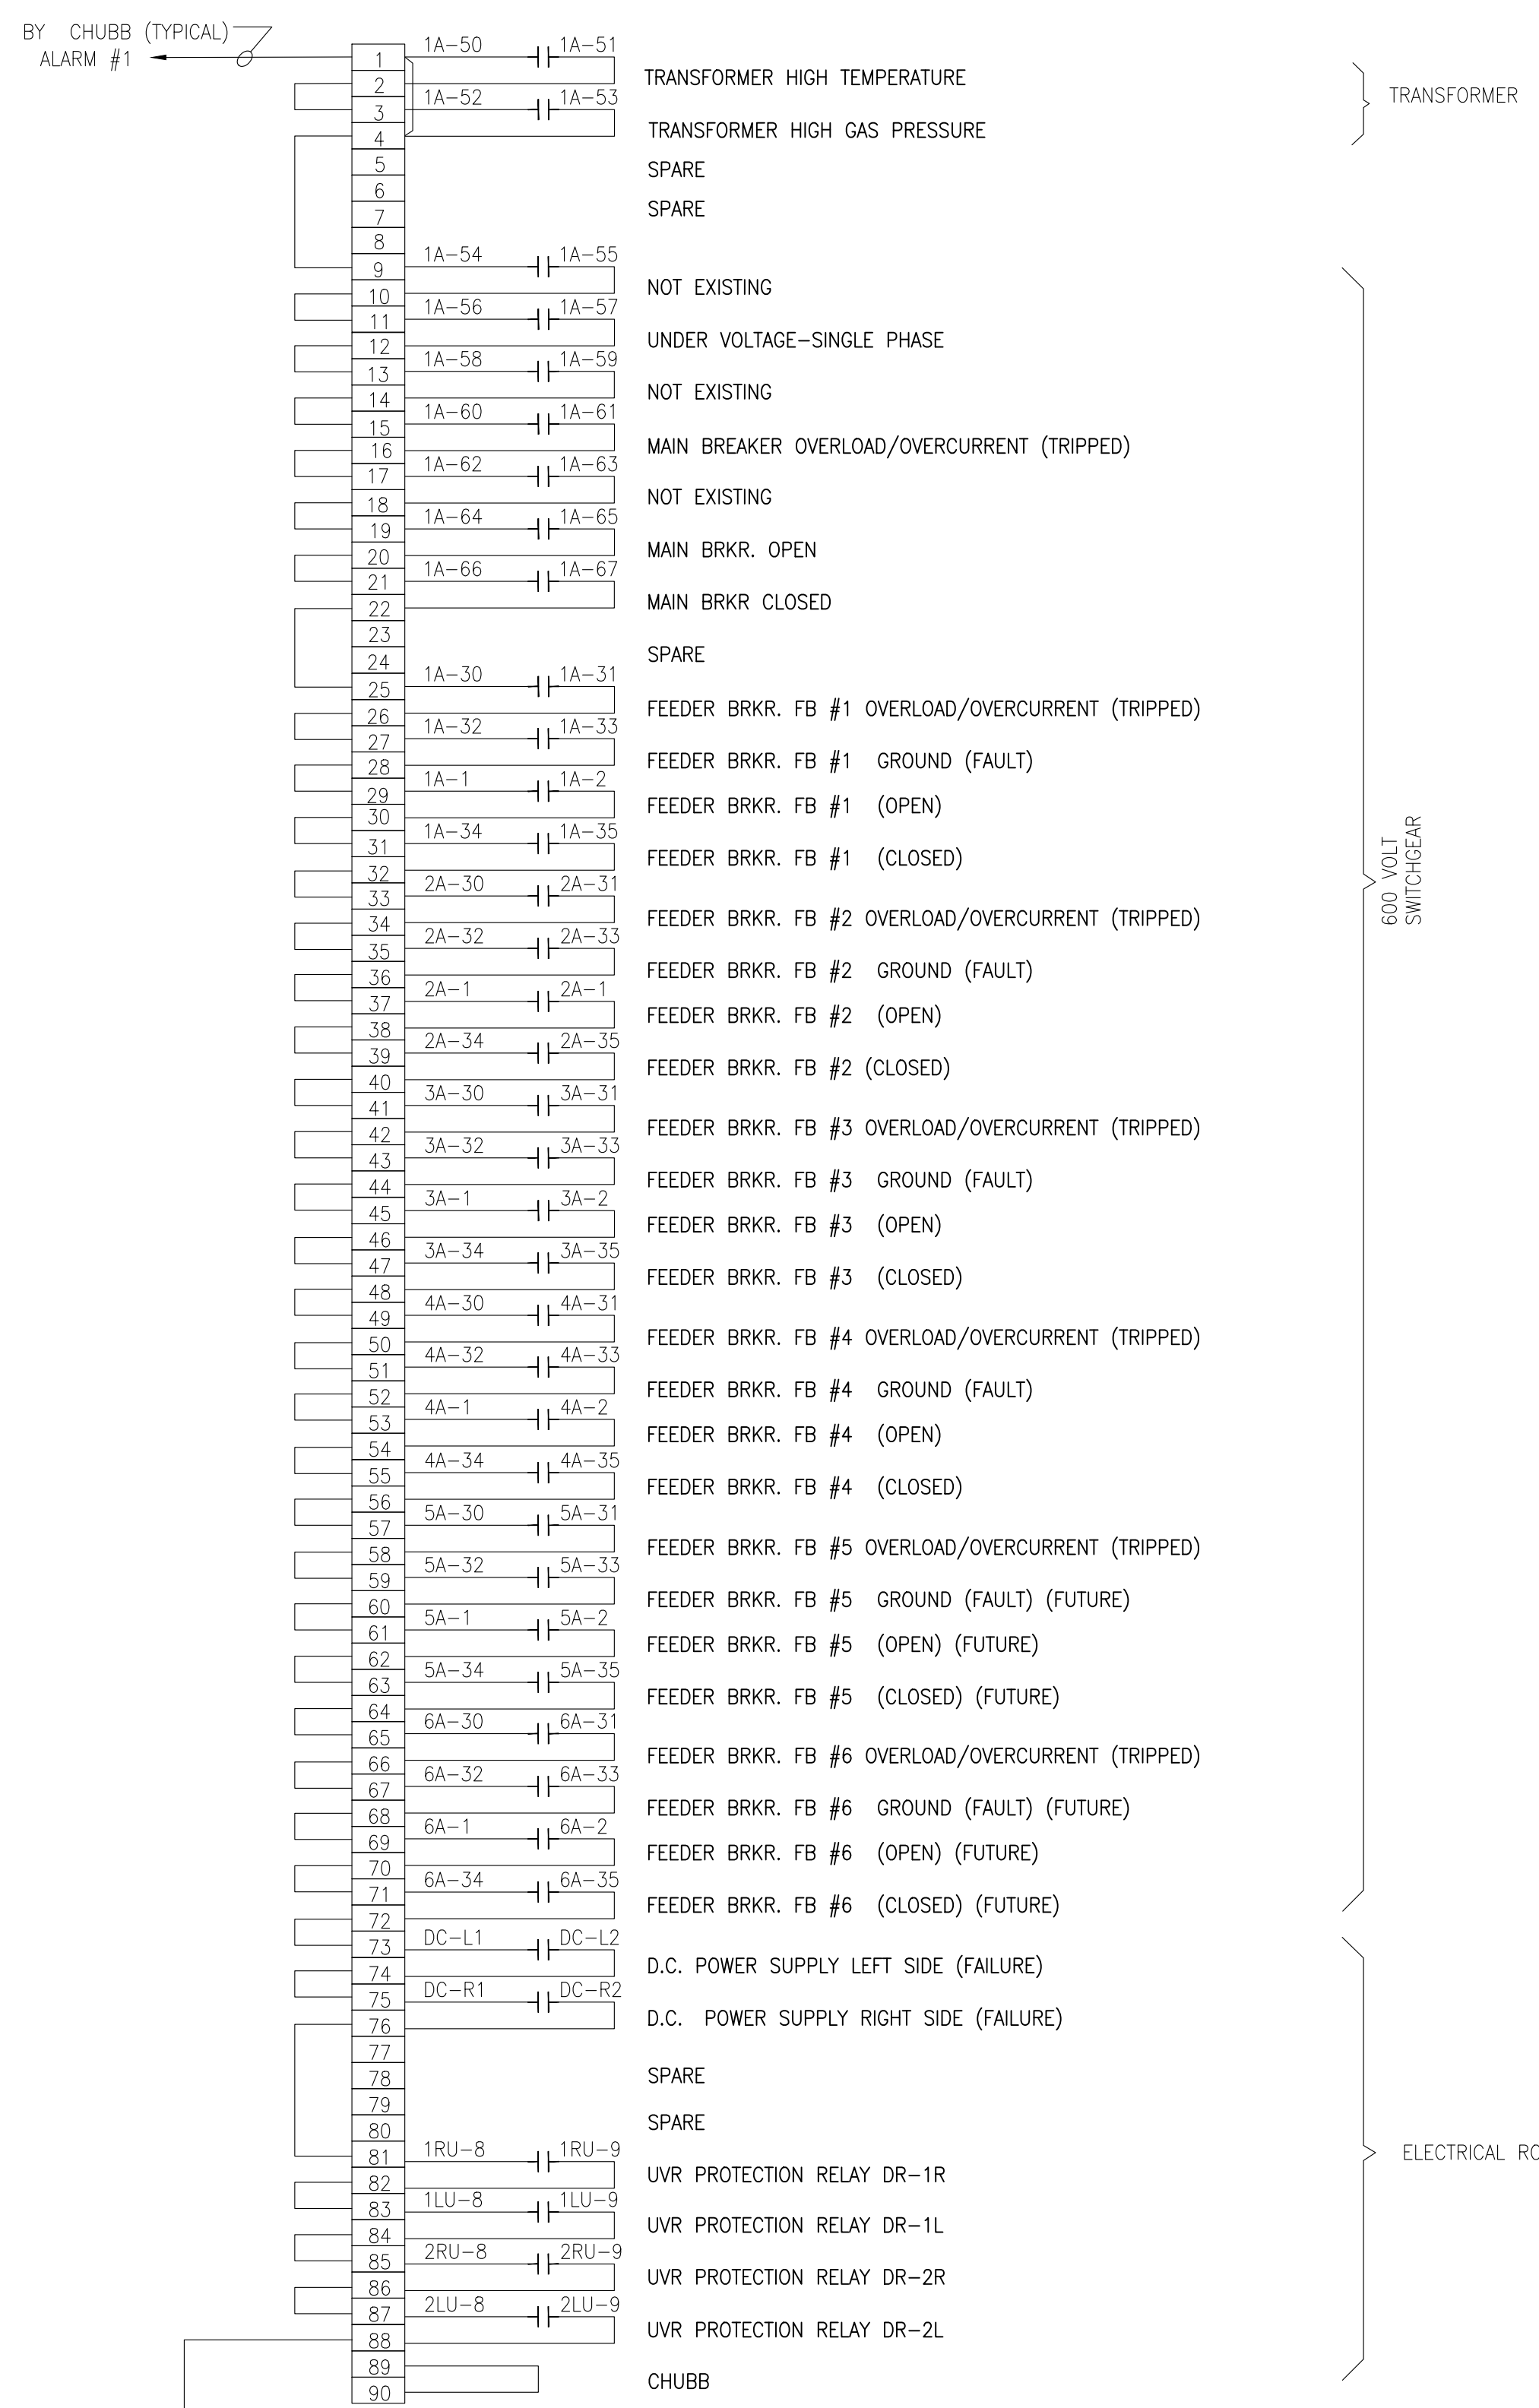 BY CHUBB (TYPICAL)
ALARM #1
1 1A-50 1A-51
TRANSFORMER HIGH TEMPERATURE
2
3 1A-52 1A-53
TRANSFORMER HIGH GAS PRESSURE
4
TRANSFORMER
5
SPARE
6
7
SPARE
8
9 1A-54 1A-55
NOT EXISTING
10
11 1A-56 1A-57
UNDER VOLTAGE-SINGLE PHASE
12
13 1A-58 1A-59
NOT EXISTING
14
15 1A-60 1A-61
MAIN BREAKER OVERLOAD/OVERCURRENT (TRIPPED)
16
17 1A-62 1A-63
NOT EXISTING
18
19 1A-64 1A-65
MAIN BRKR. OPEN
20
21 1A-66 1A-67
MAIN BRKR CLOSED
22
23
SPARE
24
25 1A-30 1A-31
FEEDER BRKR. FB #1 OVERLOAD/OVERCURRENT (TRIPPED)
26
27 1A-32 1A-33
FEEDER BRKR. FB #1 GROUND (FAULT)
28
29 1A-1 1A-2
FEEDER BRKR. FB #1 (OPEN)
30
31 1A-34 1A-35
FEEDER BRKR. FB #1 (CLOSED)
32
600 VOLT
SWITCHGEAR
33 2A-30 2A-31
FEEDER BRKR. FB #2 OVERLOAD/OVERCURRENT (TRIPPED)
34
35 2A-32 2A-33
FEEDER BRKR. FB #2 GROUND (FAULT)
36
37 2A-1 2A-1
FEEDER BRKR. FB #2 (OPEN)
38
39 2A-34 2A-35
FEEDER BRKR. FB #2 (CLOSED)
40
41 3A-30 3A-31
FEEDER BRKR. FB #3 OVERLOAD/OVERCURRENT (TRIPPED)
42
43 3A-32 3A-33
FEEDER BRKR. FB #3 GROUND (FAULT)
44
45 3A-1 3A-2
FEEDER BRKR. FB #3 (OPEN)
46
47 3A-34 3A-35
FEEDER BRKR. FB #3 (CLOSED)
48
49 4A-30 4A-31
FEEDER BRKR. FB #4 OVERLOAD/OVERCURRENT (TRIPPED)
50
51 4A-32 4A-33
FEEDER BRKR. FB #4 GROUND (FAULT)
52
53 4A-1 4A-2
FEEDER BRKR. FB #4 (OPEN)
54
55 4A-34 4A-35
FEEDER BRKR. FB #4 (CLOSED)
56
57 5A-30 5A-31
FEEDER BRKR. FB #5 OVERLOAD/OVERCURRENT (TRIPPED)
58
59 5A-32 5A-33
FEEDER BRKR. FB #5 GROUND (FAULT) (FUTURE)
60
61 5A-1 5A-2
FEEDER BRKR. FB #5 (OPEN) (FUTURE)
62
63 5A-34 5A-35
FEEDER BRKR. FB #5 (CLOSED) (FUTURE)
64
65 6A-30 6A-31
FEEDER BRKR. FB #6 OVERLOAD/OVERCURRENT (TRIPPED)
66
67 6A-32 6A-33
FEEDER BRKR. FB #6 GROUND (FAULT) (FUTURE)
68
69 6A-1 6A-2
FEEDER BRKR. FB #6 (OPEN) (FUTURE)
70
71 6A-34 6A-35
FEEDER BRKR. FB #6 (CLOSED) (FUTURE)
72
73 DC-L1 DC-L2
D.C. POWER SUPPLY LEFT SIDE (FAILURE)
74
75 DC-R1 DC-R2
D.C. POWER SUPPLY RIGHT SIDE (FAILURE)
76
77
78
SPARE
79
80
SPARE
81 1RU-8 1RU-9
UVR PROTECTION RELAY DR-1R
ELECTRICAL
82
83 1LU-8 1LU-9
UVR PROTECTION RELAY DR-1L
84
85 2RU-8 2RU-9
UVR PROTECTION RELAY DR-2R
86
87 2LU-8 2LU-9
UVR PROTECTION RELAY DR-2L
88
89
CHUBB
90